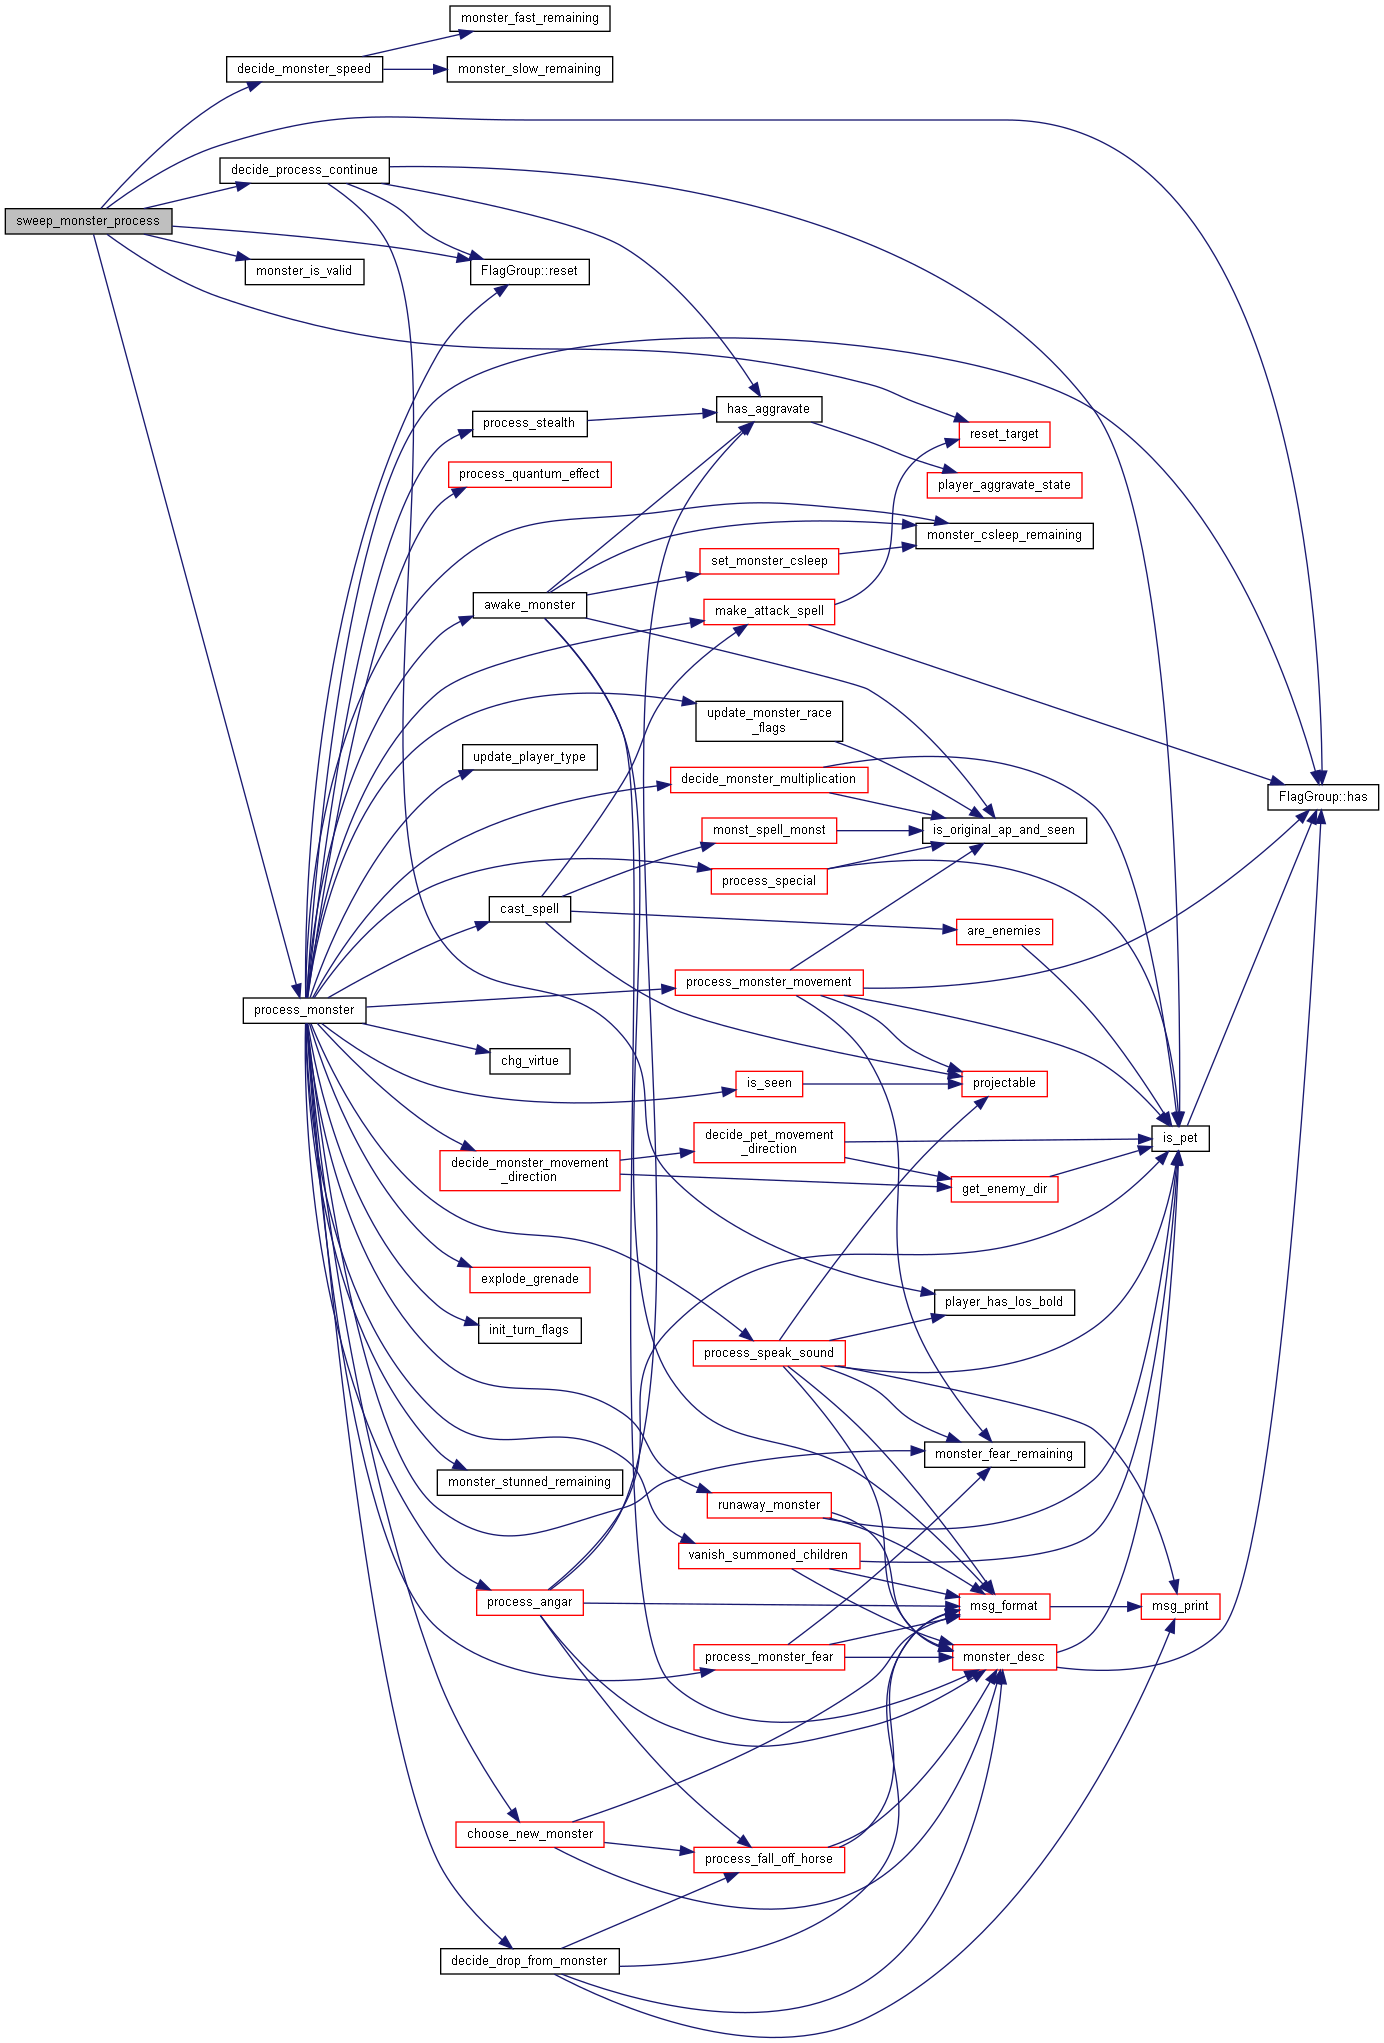 monster_fast_remaining
decide_monster_speed
monster_slow_remaining
decide_process_continue
sweep_monster_process
monster_is_valid
FlagGroup::reset
has_aggravate
process_stealth
reset_target
process_quantum_effect
player_aggravate_state
monster_csleep_remaining
set_monster_csleep
awake_monster
make_attack_spell
update_monster_race
_flags
update_player_type
decide_monster_multiplication
FlagGroup::has
monst_spell_monst
is_original_ap_and_seen
process_special
cast_spell
are_enemies
process_monster_movement
process_monster
chg_virtue
is_seen
projectable
decide_pet_movement
_direction
is_pet
decide_monster_movement
_direction
get_enemy_dir
explode_grenade
player_has_los_bold
init_turn_flags
process_speak_sound
monster_fear_remaining
monster_stunned_remaining
runaway_monster
vanish_summoned_children
process_angar
msg_format
msg_print
process_monster_fear
monster_desc
choose_new_monster
process_fall_off_horse
decide_drop_from_monster